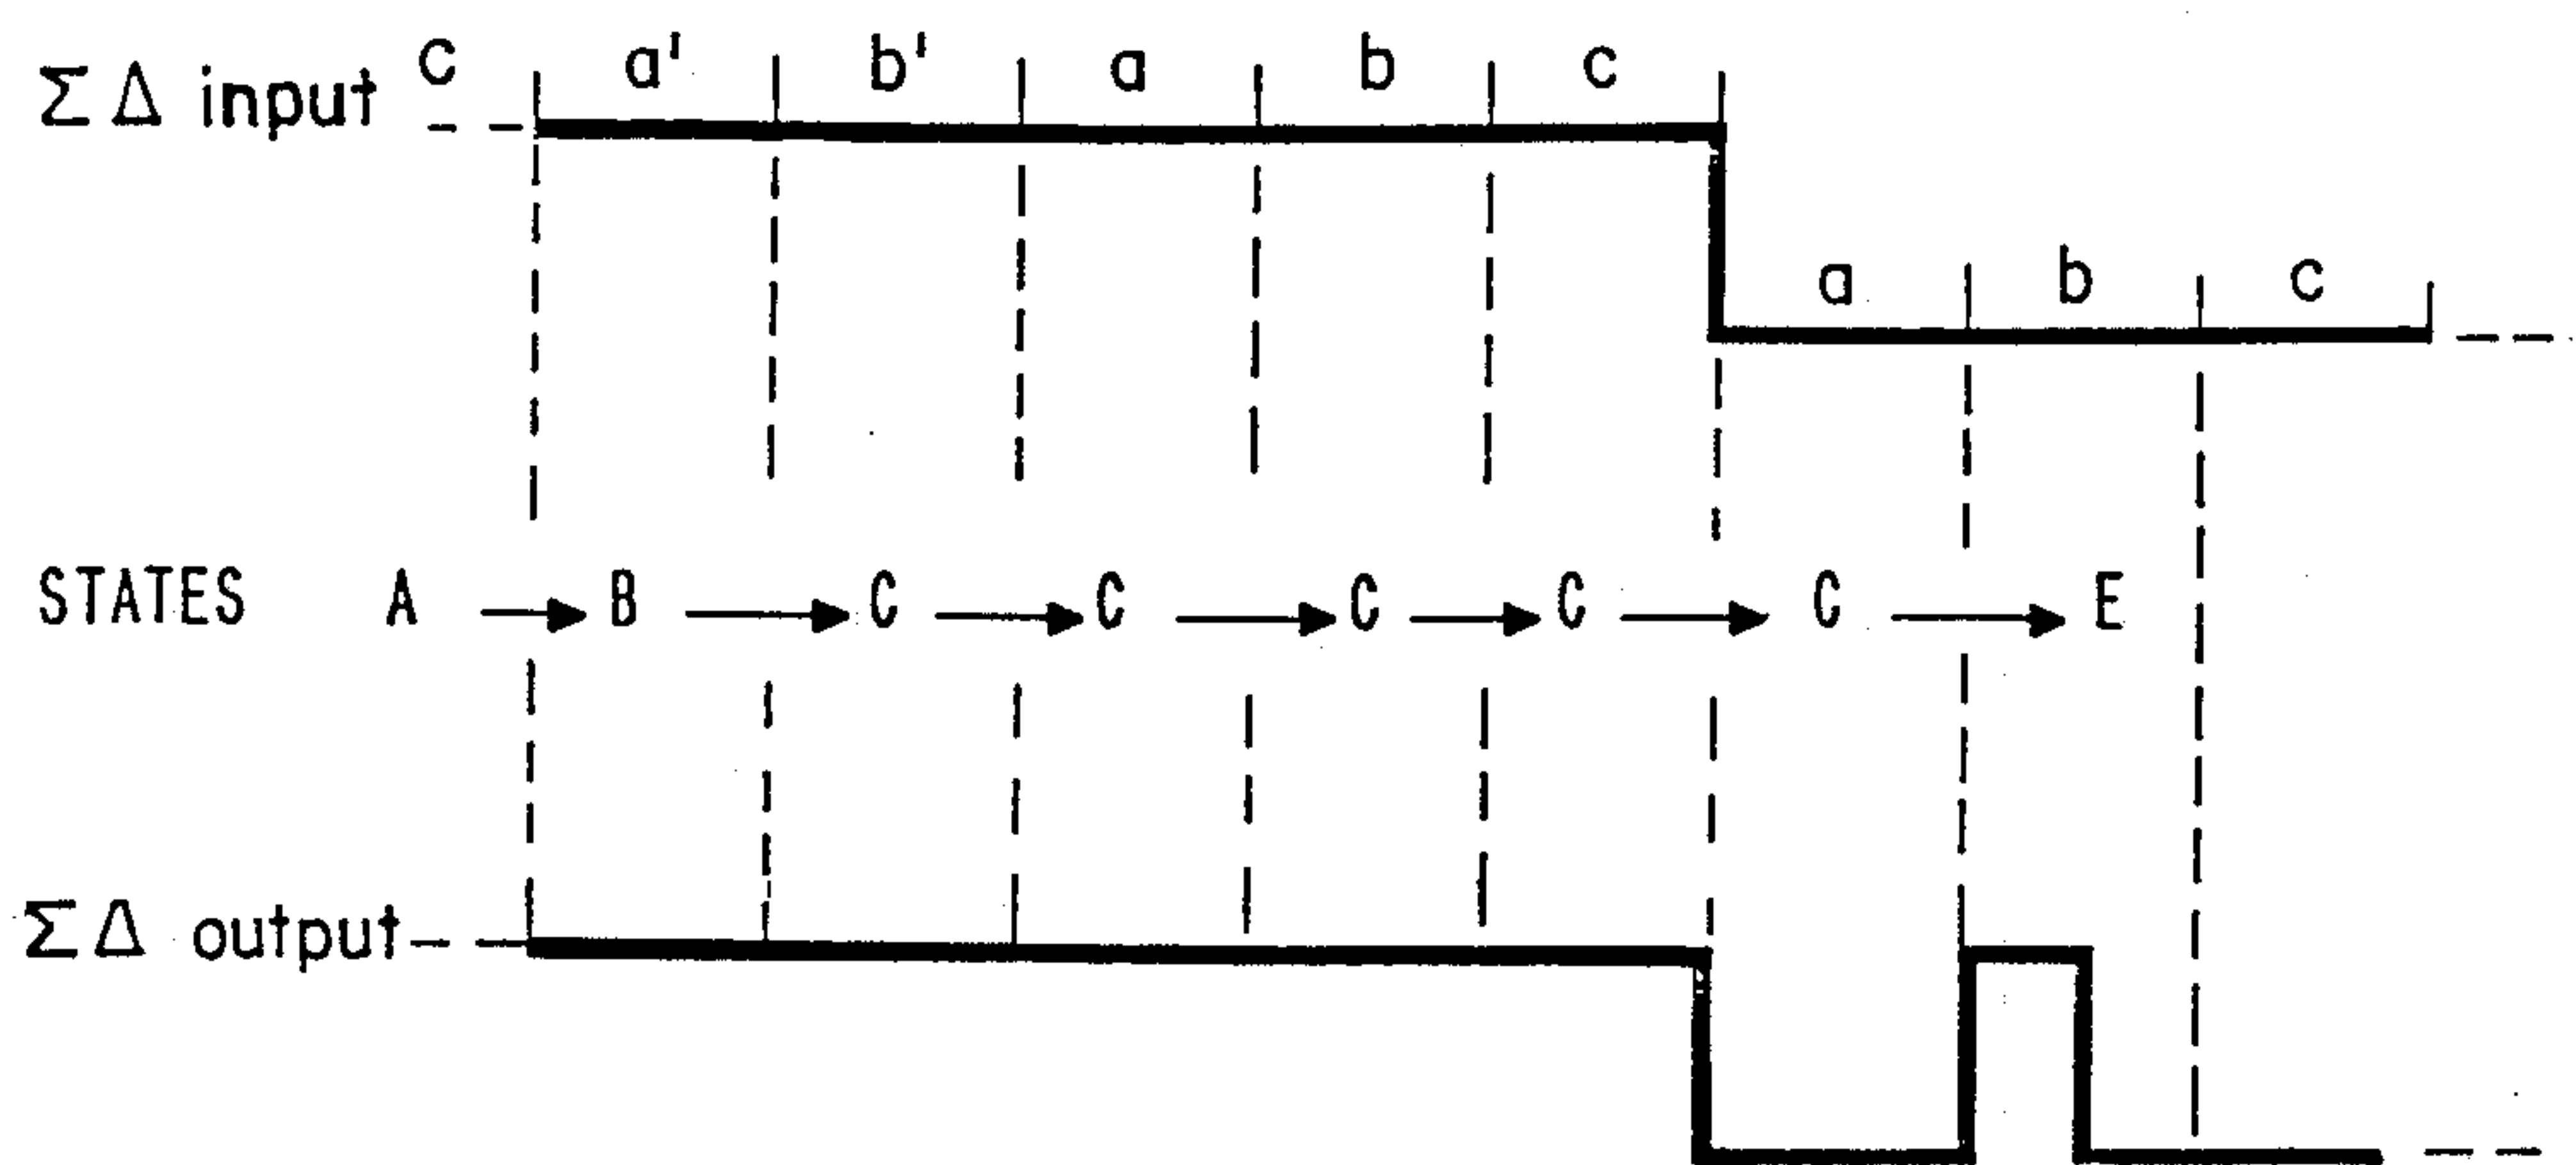 ΣΔ input c a' b' a b c
a b c
STATES A B C C C C C E
ΣΔ output